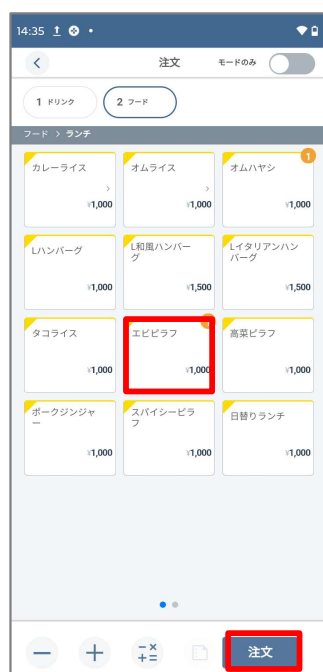 14:35
注文 モードのみ
1 ドリンク 2 フード
フード > ランチ
カレーライス
¥1,000
オムライス
¥1,000
オムハヤシ
1
¥1,000
Lハンバーグ
¥1,000
L和風ハンバー
グ
¥1,500
Lイタリアンハン
バーグ
¥1,500
タコライス
¥1,000
エビピラフ
¥1,000
高菜ピラフ
¥1,000
ポークジンジャ
ー
¥1,000
スパイシーピラ
フ
¥1,000
日替りランチ
¥1,000
注文